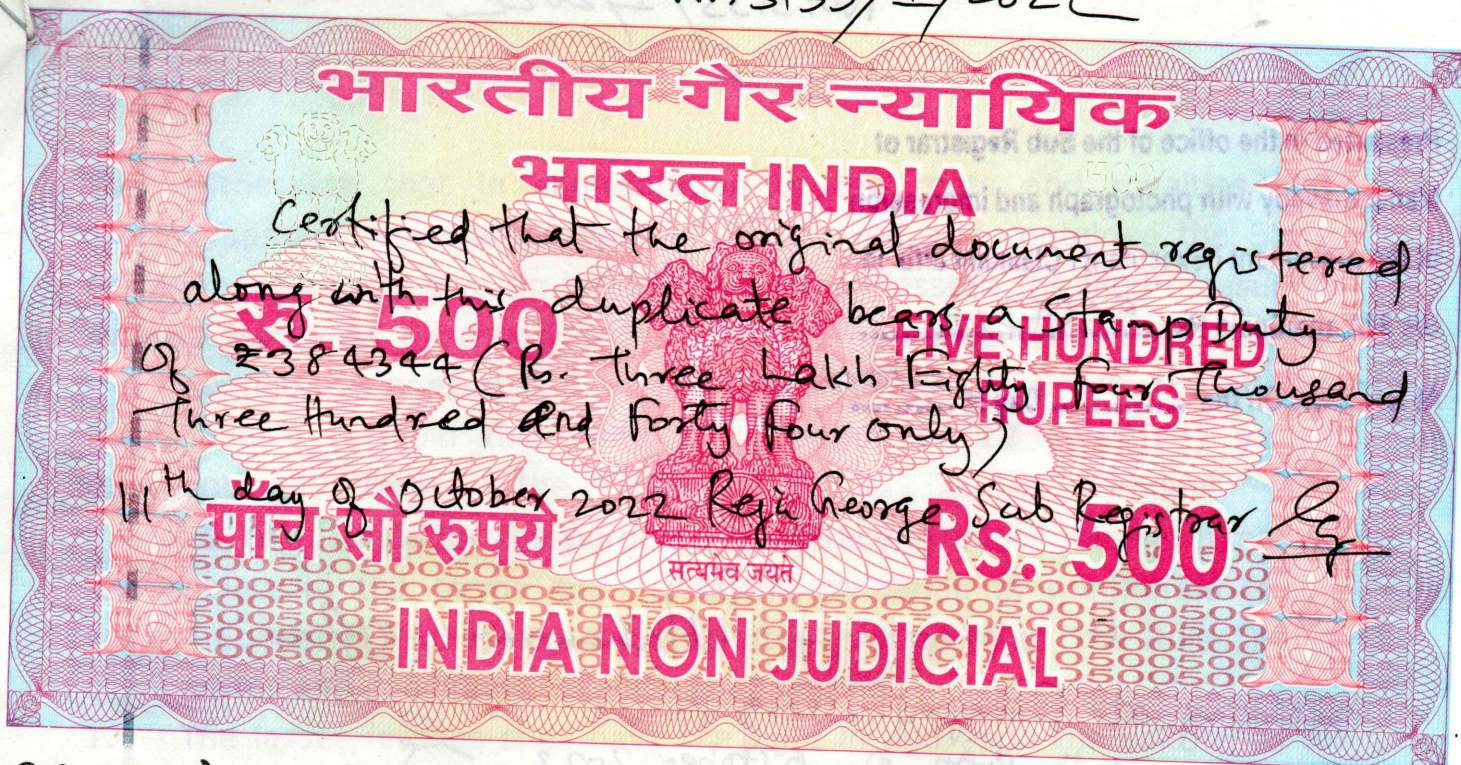 /I/2022
भारतीय गैर न्यायिक
भारत INDIA
Certified that the original document registered
along with this duplicate bears a Stamp Duty
of ₹384344 (Rs. Three Lakh Eighty four Thousand
Three Hundred and Forty Four only)
11th day of October 2022 Reji George Sub Registrar
रु. 500
FIVE HUNDRED
RUPEES
पाँच सौ रुपये
Rs. 500
सत्यमेव जयते
INDIA NON JUDICIAL